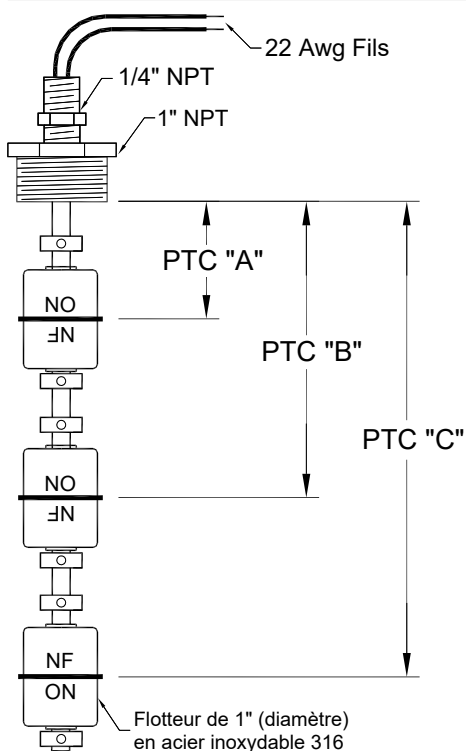 22 Awg Fils
1/4" NPT
1" NPT
PTC "A"
NO
NF
PTC "B"
PTC "C"
NO
NF
NF
NO
Flotteur de 1" (diamètre)
en acier inoxydable 316